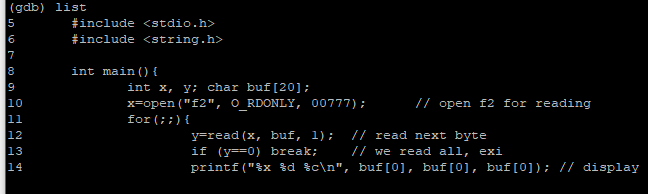 (gdb) list
5 #include <stdio.h>
6 #include <string.h>
7
8 int main(){
9 int x, y; char buf[20];
10 x=open("f2", O_RDONLY, 00777); // open f2 for reading
11 for(;;){
12 y=read(x, buf, 1); // read next byte
13 if (y==0) break; // we read all, exi
14 printf("%x %d %c\n", buf[0], buf[0], buf[0]); // display